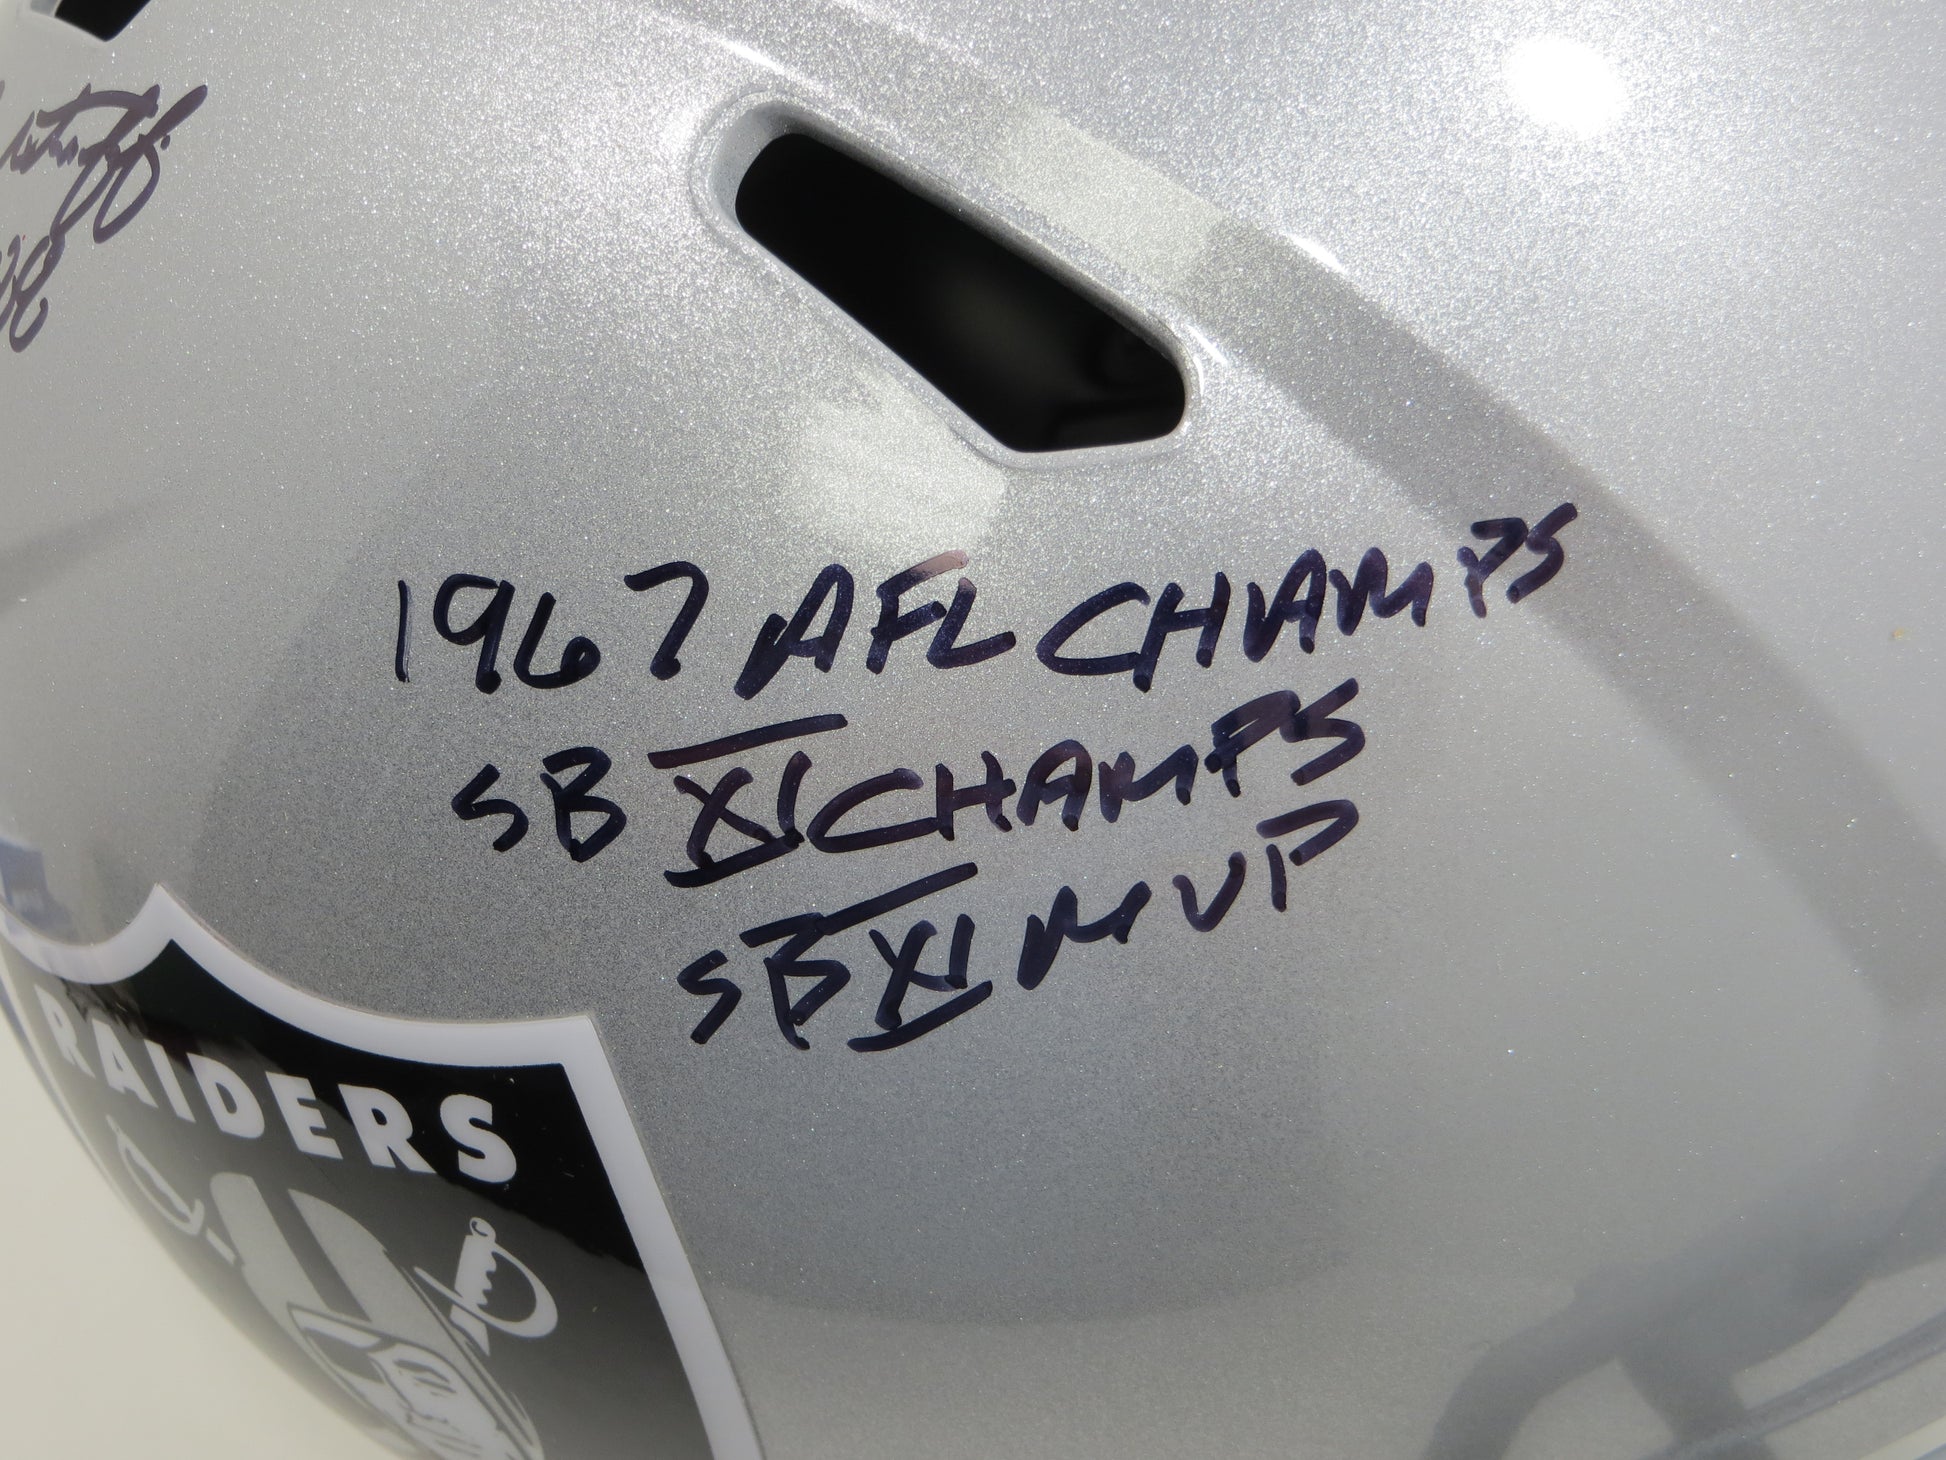 1967 AFL CHAMPS
SB XI CHAMPS
SB XI MVP
RAIDERS